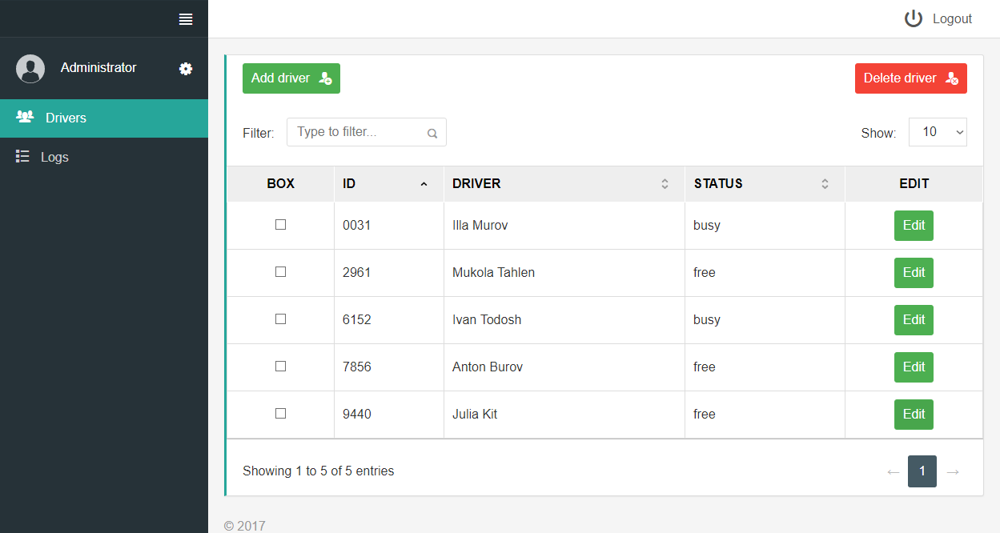 Logout
Administrator
Drivers
Logs
Add driver
Delete driver
Filter: Type to filter...
Show: 10
BOX ID DRIVER STATUS EDIT
0031 Illa Murov busy Edit
2961 Mukola Tahlen free Edit
6152 Ivan Todosh busy Edit
7856 Anton Burov free Edit
9440 Julia Kit free Edit
Showing 1 to 5 of 5 entries
← 1 →
© 2017